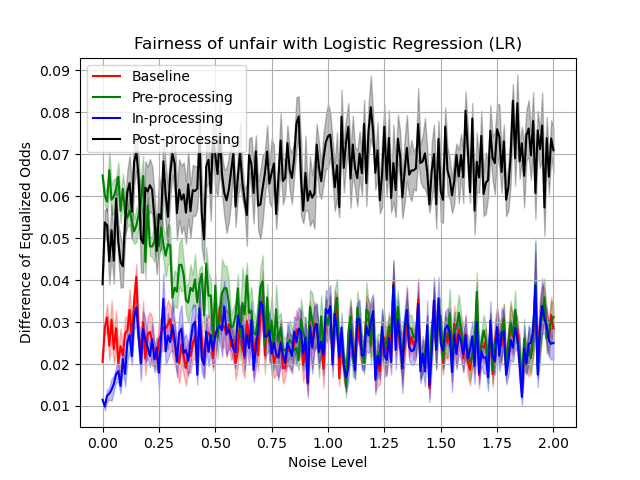 Fairness of unfair with Logistic Regression (LR)
Baseline
Pre-processing
In-processing
Post-processing
Difference of Equalized Odds
0.09
0.08
0.07
0.06
0.05
0.04
0.03
0.02
0.01
0.00 0.25 0.50 0.75 1.00 1.25 1.50 1.75 2.00
Noise Level